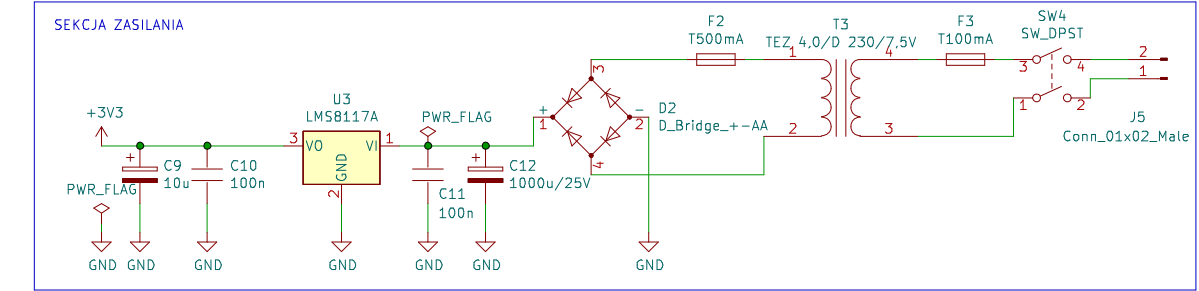 SEKCJA ZASILANIA
+3V3
3
VO
U3
LMS8117A
VI
1
GND
2
PWR_FLAG
+
C9
10u
C10
100n
PWR_FLAG
C11
100n
+
C12
1000u/25V
GND
GND
GND
GND
GND
GND
GND
+
1
3
4
-
2
D2
D_Bridge_+-AA
F2
T500mA
T3
TEZ 4,0/D 230/7,5V
1
2
4
3
F3
T100mA
SW4
SW_DPST
3
4
1
2
2
1
J5
Conn_01x02_Male